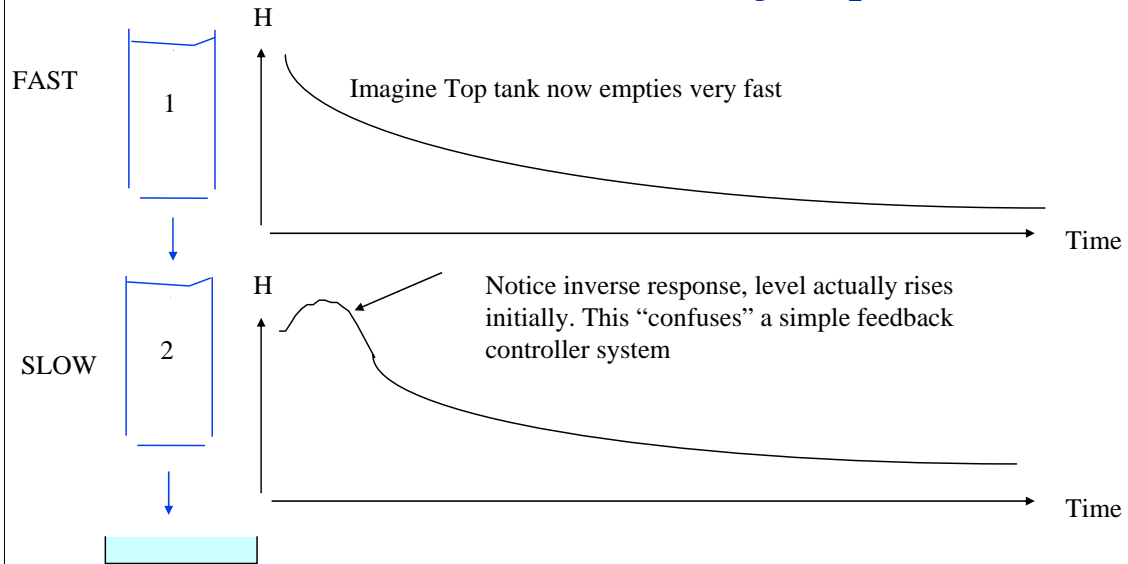 H
FAST
1
Imagine Top tank now empties very fast
Time
H
Notice inverse response, level actually rises
initially. This “confuses” a simple feedback
controller system
2
SLOW
Time